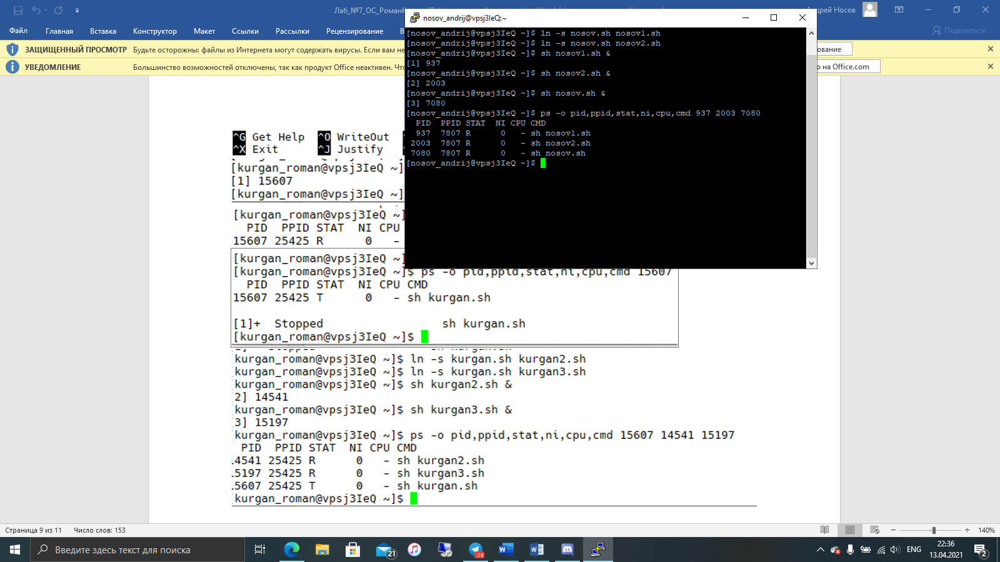 Лаб_№7_ОС_Роман
nosov_andrij@vpsj3IeQ:~
Андрей Носов
Файл Главная Вставка Конструктор Макет Ссылки Рассылки Рецензирование В Поделиться
ЗАЩИЩЕННЫЙ ПРОСМОТР Будьте осторожны: файлы из Интернета могут содержать вирусы. Если вам не
УВЕДОМЛЕНИЕ Большинство возможностей отключены, так как продукт Office неактивен. Что
о на Office.com
[nosov_andrij@vpsj3IeQ ~]$ ln -s nosov.sh nosov1.sh
[nosov_andrij@vpsj3IeQ ~]$ ln -s nosov.sh nosov2.sh
[nosov_andrij@vpsj3IeQ ~]$ sh nosov1.sh &
[1] 937
[nosov_andrij@vpsj3IeQ ~]$ sh nosov2.sh &
[2] 2003
[nosov_andrij@vpsj3IeQ ~]$ sh nosov.sh &
[3] 7080
[nosov_andrij@vpsj3IeQ ~]$ ps -o pid,ppid,stat,ni,cpu,cmd 937 2003 7080
PID PPID STAT NI CPU CMD
937 7807 R 0 - sh nosov1.sh
2003 7807 R 0 - sh nosov2.sh
7080 7807 R 0 - sh nosov.sh
[nosov_andrij@vpsj3IeQ ~]$
^G Get Help ^O WriteOut
^X Exit ^J Justify
[kurgan_roman@vpsj3IeQ ~]
[1] 15607
[kurgan_roman@vpsj3IeQ ~]
[kurgan_roman@vpsj3IeQ ~]
PID PPID STAT NI CPU
15607 25425 R 0 -
[kurgan_roman@vpsj3IeQ ~]
[kurgan_roman@vpsj3IeQ ~]$ ps -o pid,ppid,stat,ni,cpu,cmd 15607
PID PPID STAT NI CPU CMD
15607 25425 T 0 - sh kurgan.sh
[1]+ Stopped sh kurgan.sh
[kurgan_roman@vpsj3IeQ ~]$
kurgan_roman@vpsj3IeQ ~]$ ln -s kurgan.sh kurgan2.sh
kurgan_roman@vpsj3IeQ ~]$ ln -s kurgan.sh kurgan3.sh
kurgan_roman@vpsj3IeQ ~]$ sh kurgan2.sh &
2] 14541
kurgan_roman@vpsj3IeQ ~]$ sh kurgan3.sh &
3] 15197
kurgan_roman@vpsj3IeQ ~]$ ps -o pid,ppid,stat,ni,cpu,cmd 15607 14541 15197
PID PPID STAT NI CPU CMD
14541 25425 R 0 - sh kurgan2.sh
15197 25425 R 0 - sh kurgan3.sh
15607 25425 T 0 - sh kurgan.sh
kurgan_roman@vpsj3IeQ ~]$
Страница 9 из 11 Число слов: 153 140%
Введите здесь текст для поиска 21 19 ENG 22:36 2
13.04.2021